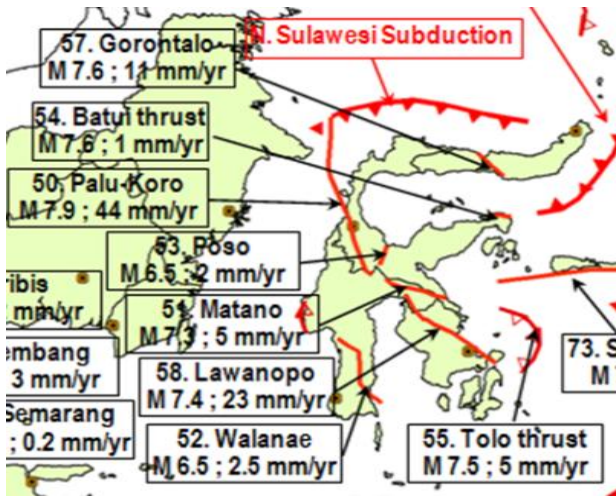 57. Gorontalo
M 7.6 ; 11 mm/yr
N. Sulawesi Subduction
54. Batui thrust
M 7.6 ; 1 mm/yr
50. Palu-Koro
M 7.9 ; 44 mm/yr
53. Poso
M 6.5 ; 2 mm/yr
ribis
mm/yr
51. Matano
M 7.3 ; 5 mm/yr
embang
3 mm/yr
58. Lawanopo
M 7.4 ; 23 mm/yr
73. S
M
Semarang
; 0.2 mm/yr
52. Walanae
M 6.5 ; 2.5 mm/yr
55. Tolo thrust
M 7.5 ; 5 mm/yr